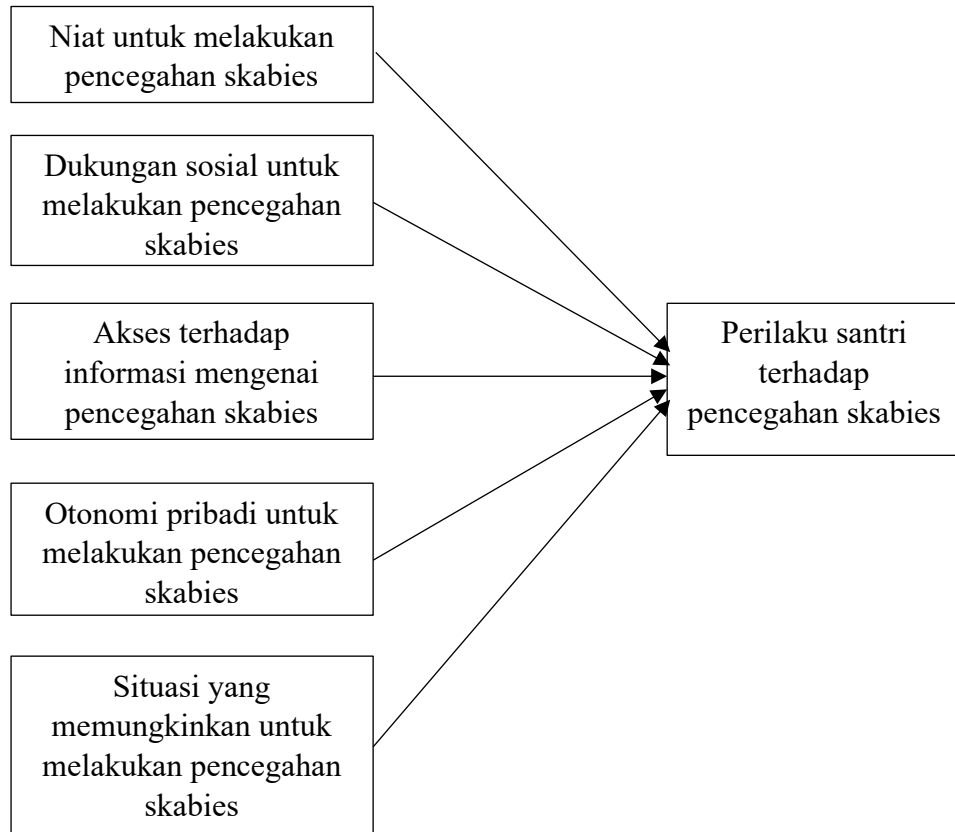 Niat untuk melakukan
pencegahan skabies
Dukungan sosial untuk
melakukan pencegahan
skabies
Akses terhadap
informasi mengenai
pencegahan skabies
Otonomi pribadi untuk
melakukan pencegahan
skabies
Situasi yang
memungkinkan untuk
melakukan pencegahan
skabies
Perilaku santri
terhadap
pencegahan skabies